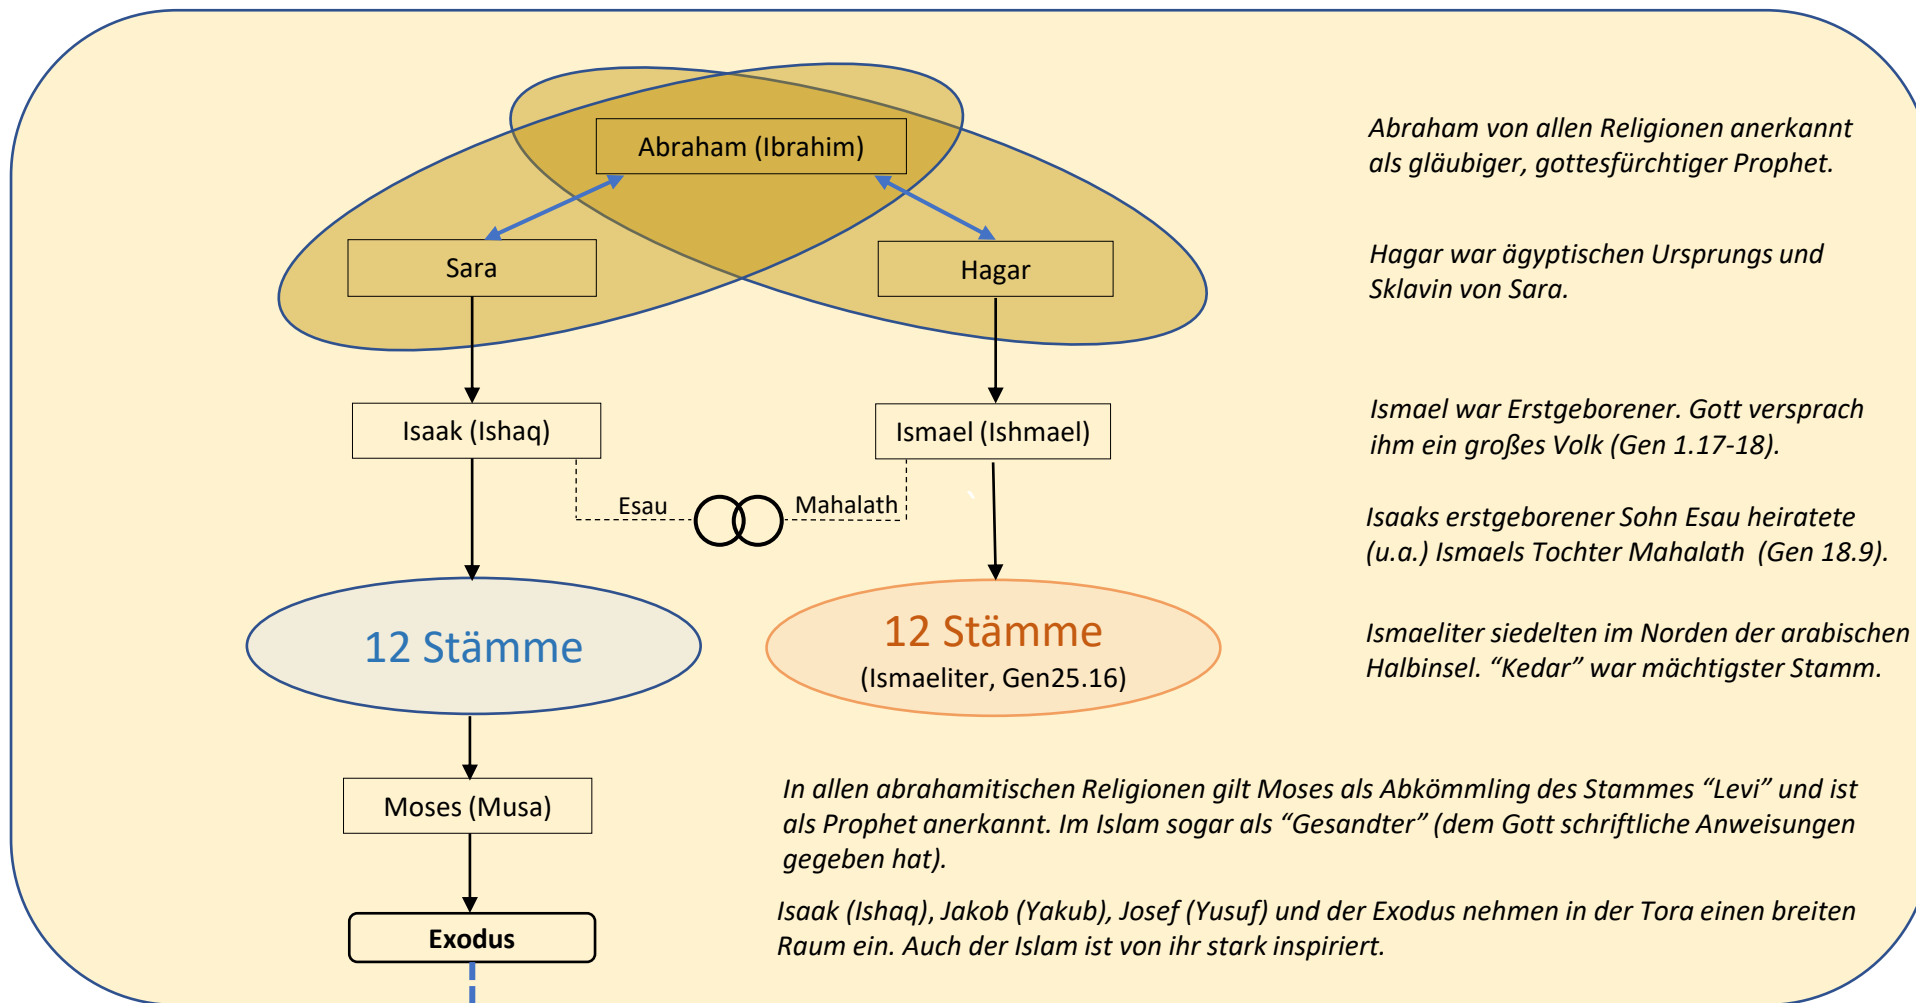 Abraham (Ibrahim)
Abraham von allen Religionen anerkannt
als gläubiger, gottesfürchtiger Prophet.
Sara
Hagar
Hagar war ägyptischen Ursprungs und
Sklavin von Sara.
Isaak (Ishaq)
Ismael (Ishmael)
Ismael war Erstgeborener. Gott versprach
ihm ein großes Volk (Gen 1.17-18).
Esau
Mahalath
Isaaks erstgeborener Sohn Esau heiratete
(u.a.) Ismaels Tochter Mahalath  (Gen 18.9).
12 Stämme
12 Stämme
(Ismaeliter, Gen25.16)
Ismaeliter siedelten im Norden der arabischen
Halbinsel. “Kedar” war mächtigster Stamm.
Moses (Musa)
In allen abrahamitischen Religionen gilt Moses als Abkömmling des Stammes “Levi” und ist
als Prophet anerkannt. Im Islam sogar als “Gesandter” (dem Gott schriftliche Anweisungen
gegeben hat).
Exodus
Isaak (Ishaq), Jakob (Yakub), Josef (Yusuf) und der Exodus nehmen in der Tora einen breiten
Raum ein. Auch der Islam ist von ihr stark inspiriert.